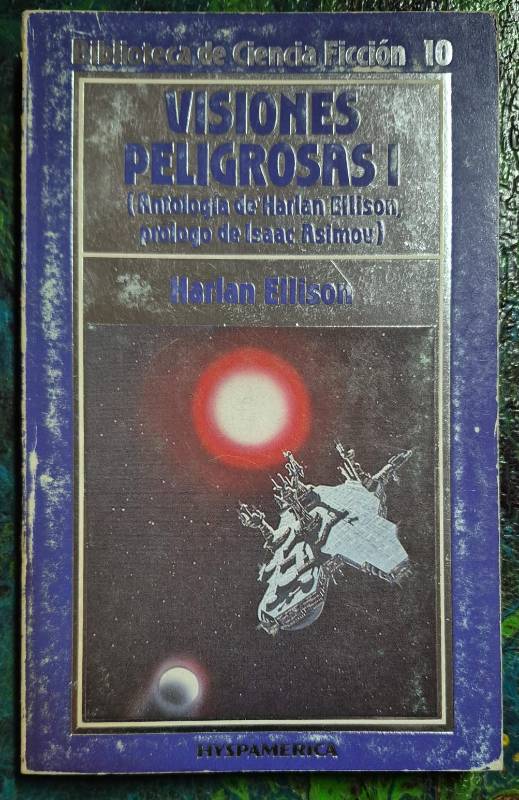 Biblioteca de Ciencia Ficción 10
VISIONES
PELIGROSAS I
(Antología de Harlan Ellison,
prólogo de Isaac Asimov)
Harlan Ellison
HYSPAMERICA